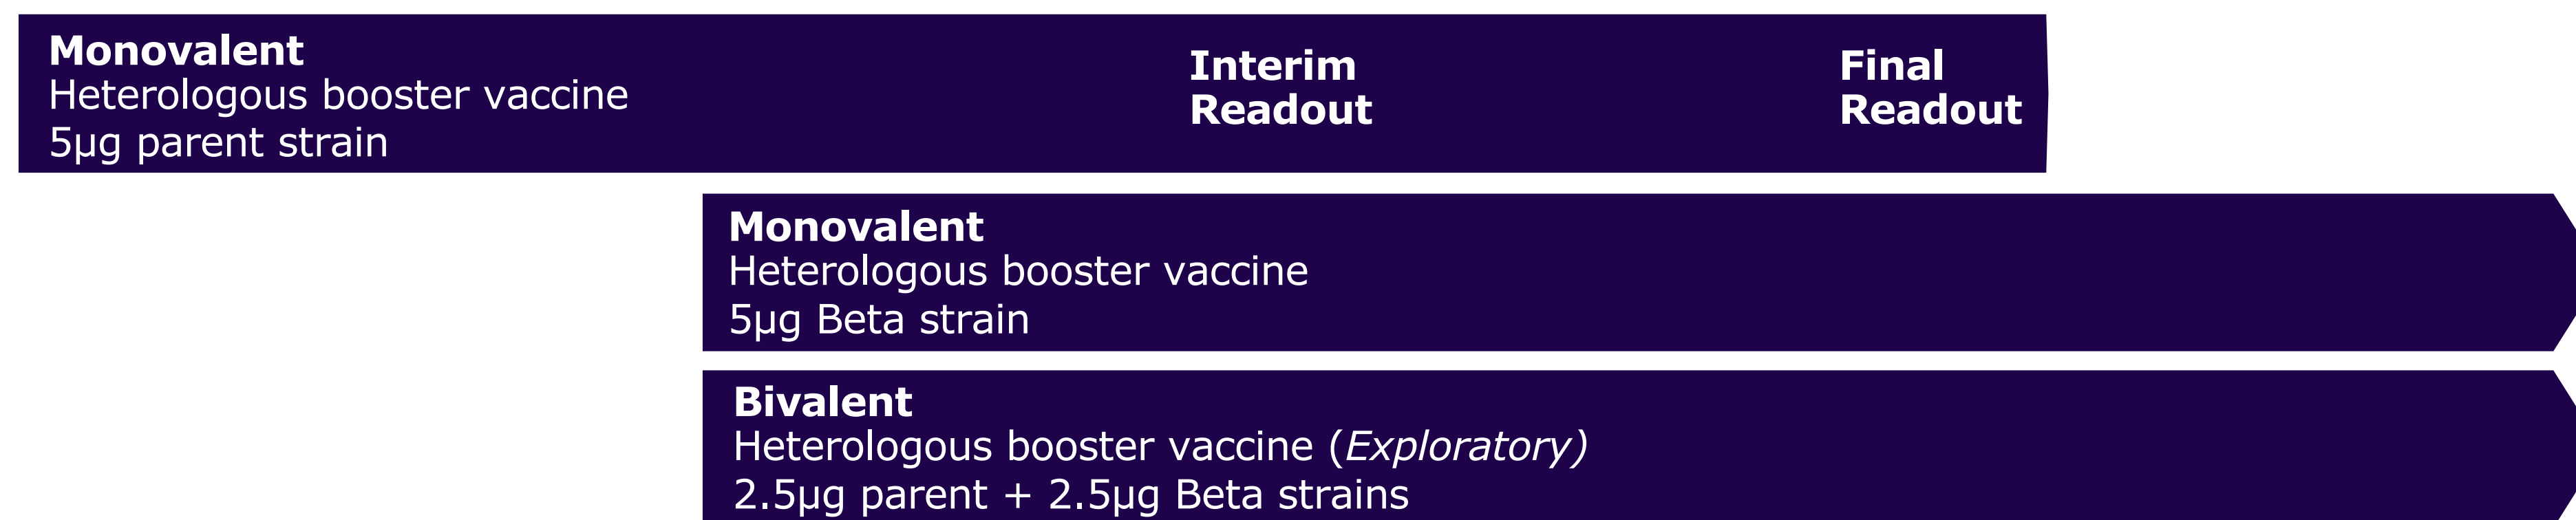 Monovalent
Heterologous booster vaccine
5µg parent strain
Interim
Readout
Final
Readout
Monovalent
Heterologous booster vaccine
5µg Beta strain
Bivalent
Heterologous booster vaccine (Exploratory)
2.5µg parent + 2.5µg Beta strains